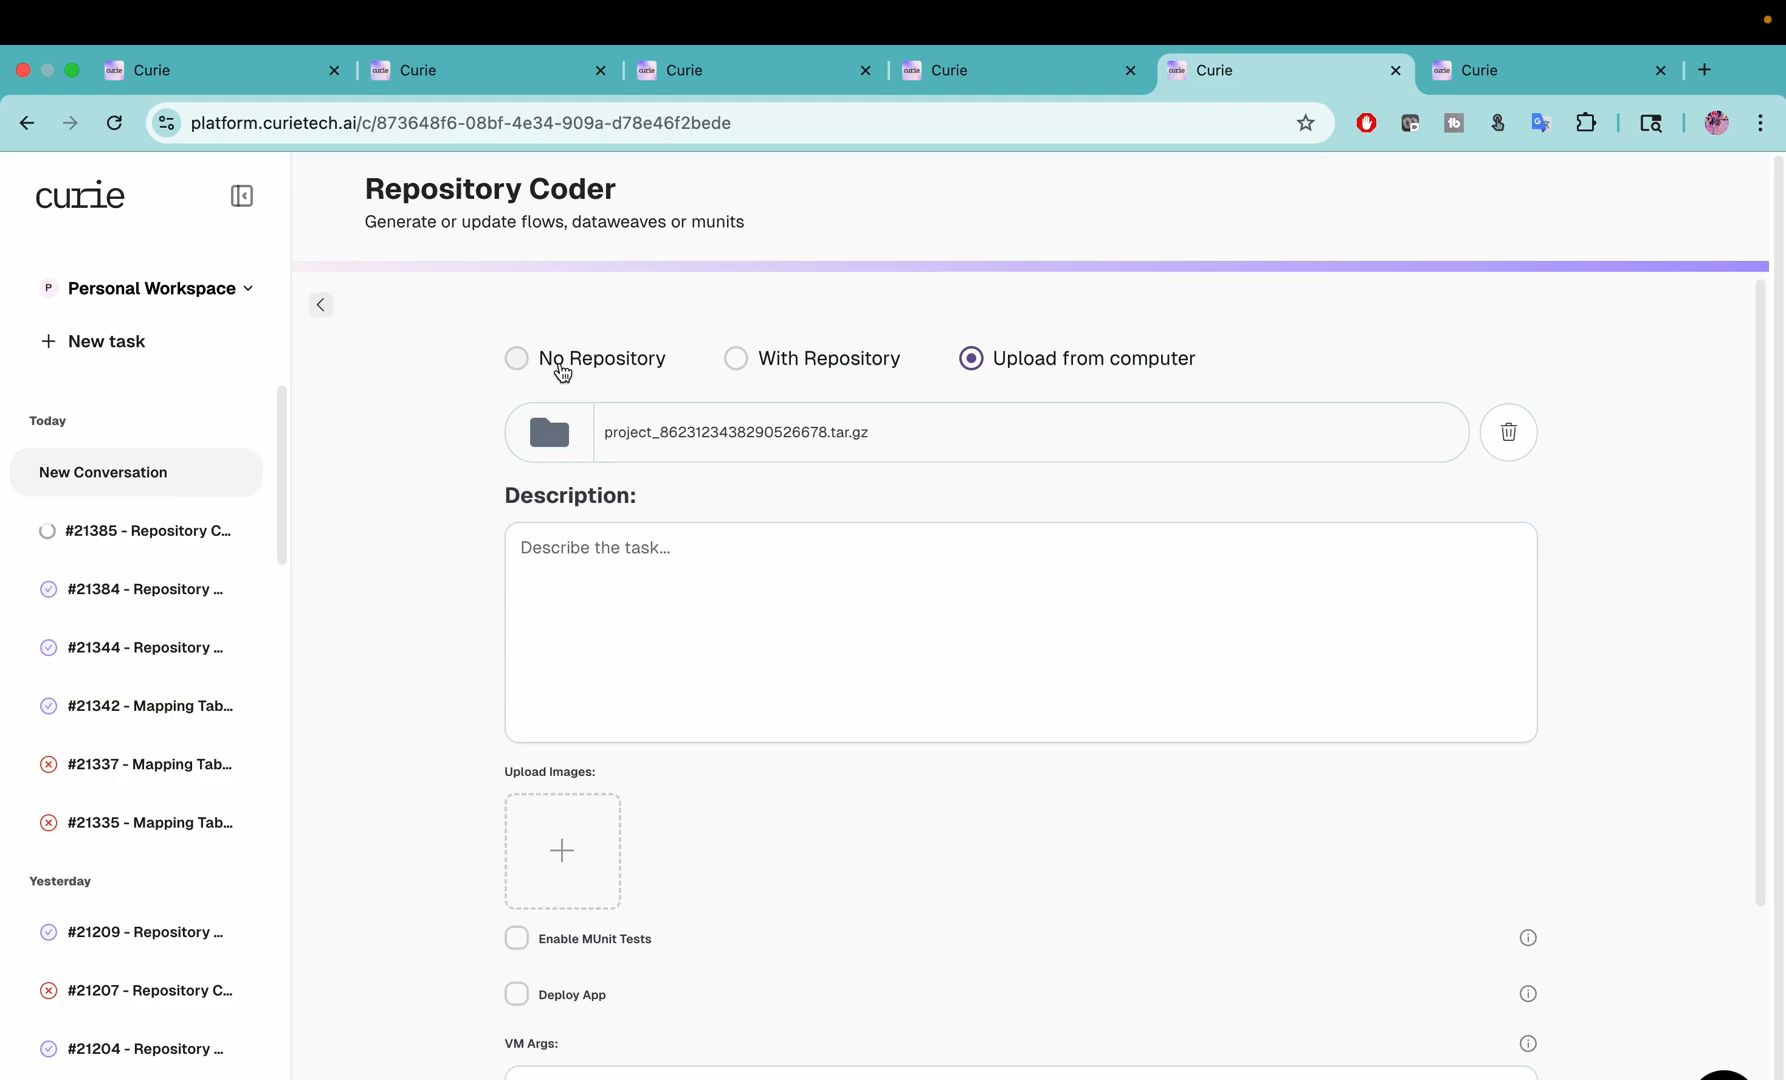 Curie
Curie
Curie
Curie
Curie
Curie
platform.curietech.ai/c/873648f6-08bf-4e34-909a-d78e46f2bede
curie
P Personal Workspace
New task
Today
New Conversation
#21385 - Repository C...
#21384 - Repository ...
#21344 - Repository ...
#21342 - Mapping Tab...
#21337 - Mapping Tab...
#21335 - Mapping Tab...
Yesterday
#21209 - Repository ...
#21207 - Repository C...
#21204 - Repository ...
Repository Coder
Generate or update flows, dataweaves or munits
No Repository
With Repository
Upload from computer
project_8623123438290526678.tar.gz
Description:
Describe the task...
Upload Images:
Enable MUnit Tests
Deploy App
VM Args: